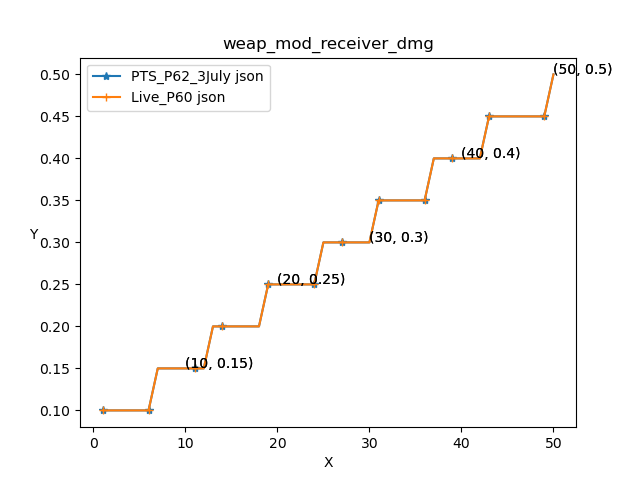 weap_mod_receiver_dmg
PTS_P62_3July json
Live_P60 json
(50, 0.5)
(40, 0.4)
(30, 0.3)
(20, 0.25)
(10, 0.15)
Y
0.50
0.45
0.40
0.35
0.30
0.25
0.20
0.15
0.10
0 10 20 30 40 50
X